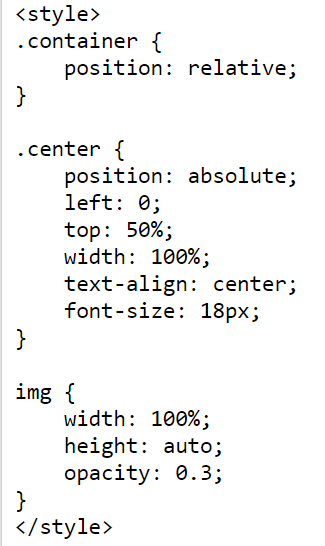 <style>
.container {
    position: relative;
}

.center {
    position: absolute;
    left: 0;
    top: 50%;
    width: 100%;
    text-align: center;
    font-size: 18px;
}

img {
    width: 100%;
    height: auto;
    opacity: 0.3;
}
</style>